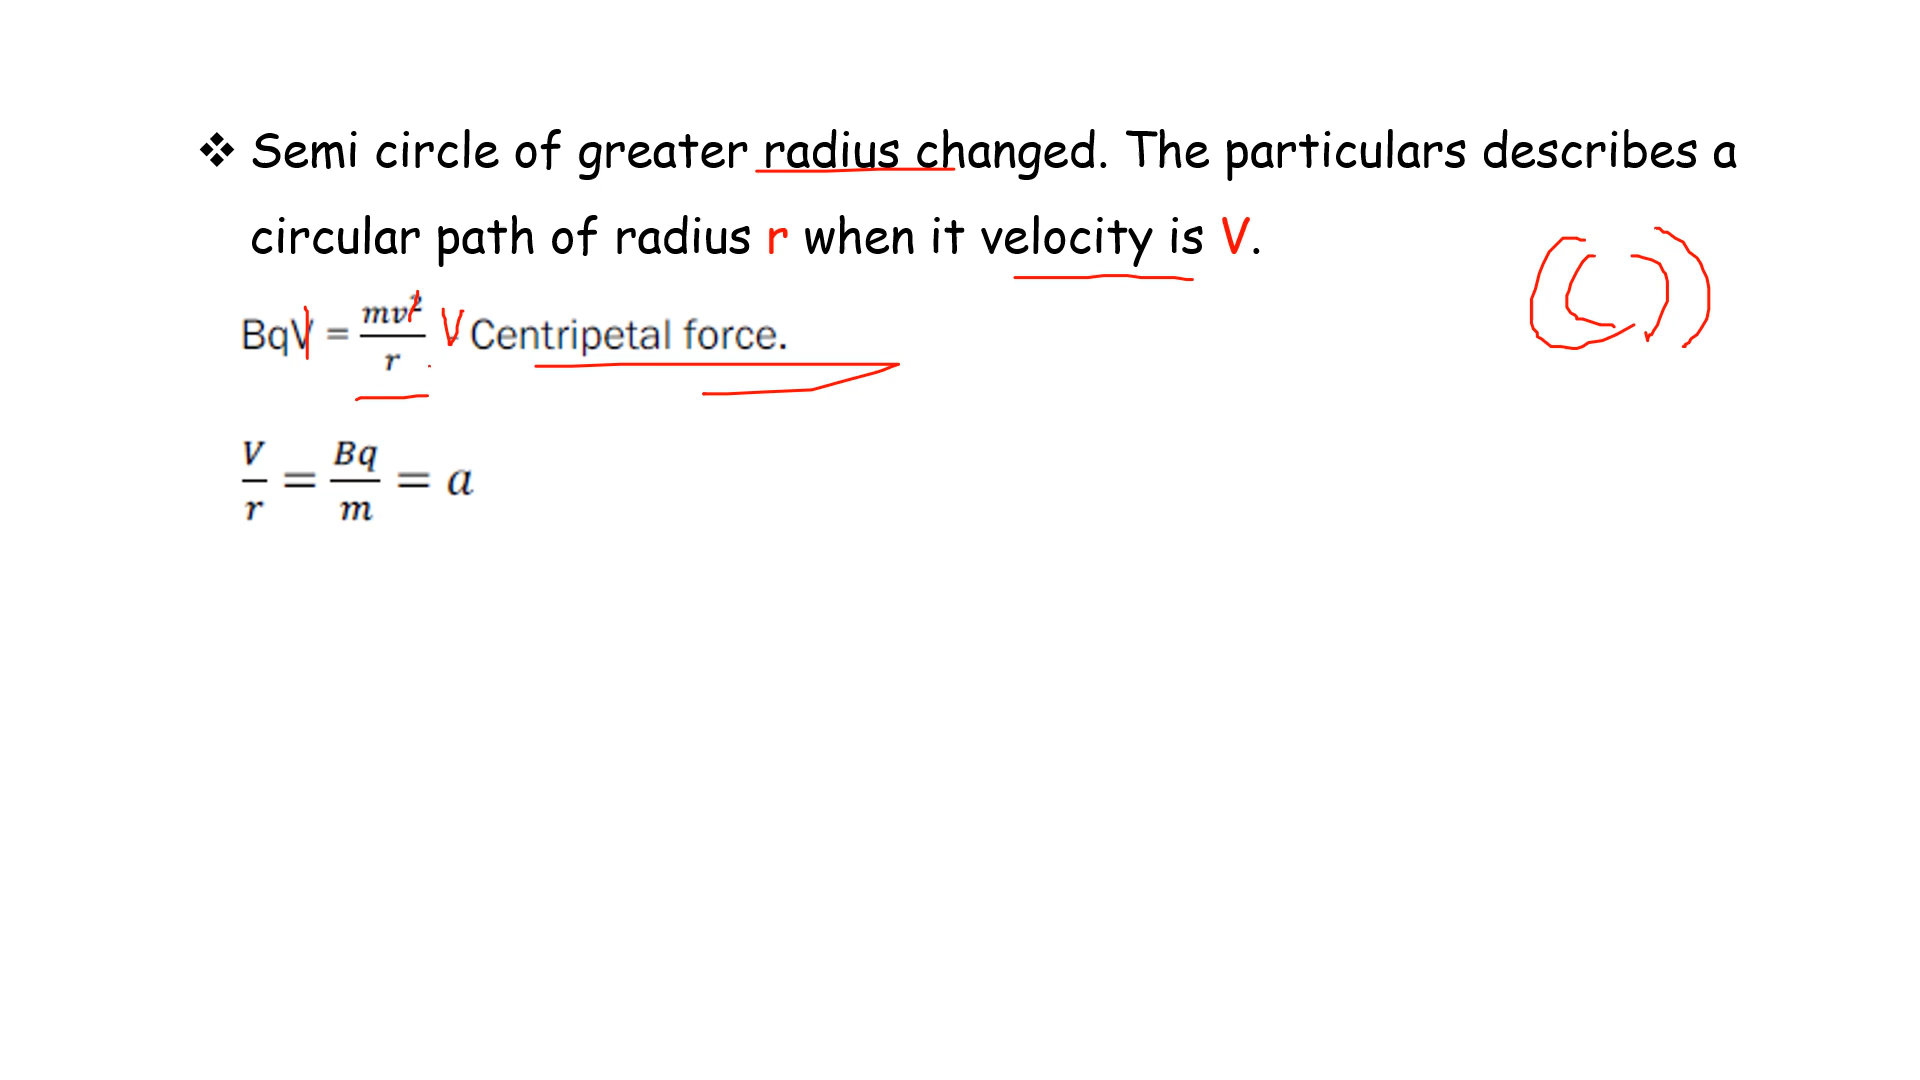 ❖ Semi circle of greater radius changed. The particulars describes a
circular path of radius r when it velocity is V.
BqV = mv²/r V Centripetal force.
V/r = Bq/m = a